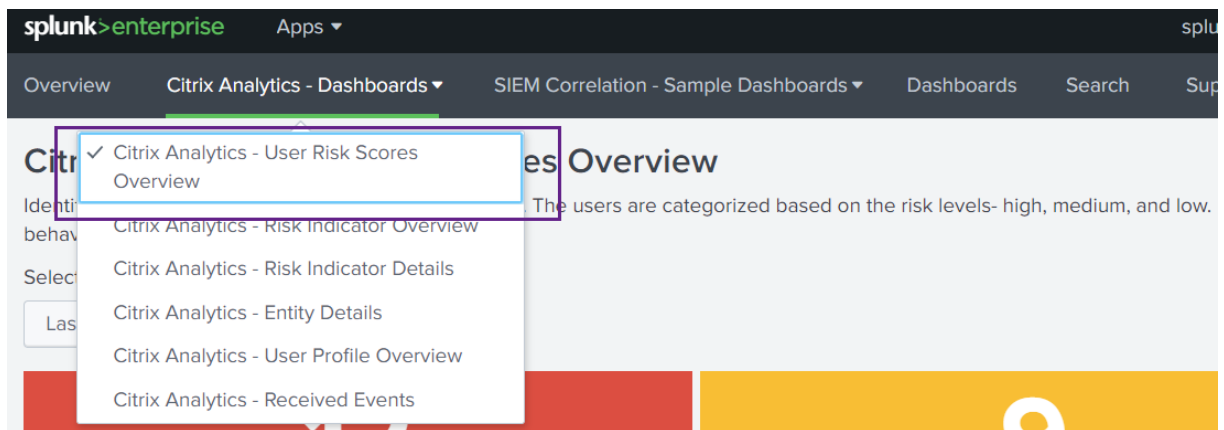 splunk>enterprise Apps
Overview Citrix Analytics - Dashboards SIEM Correlation - Sample Dashboards Dashboards Search
Citrix Analytics - User Risk Scores
Overview
es Overview
The users are categorized based on the risk levels- high, medium, and low.
Citrix Analytics - Risk Indicator Overview
Citrix Analytics - Risk Indicator Details
Citrix Analytics - Entity Details
Citrix Analytics - User Profile Overview
Citrix Analytics - Received Events
9